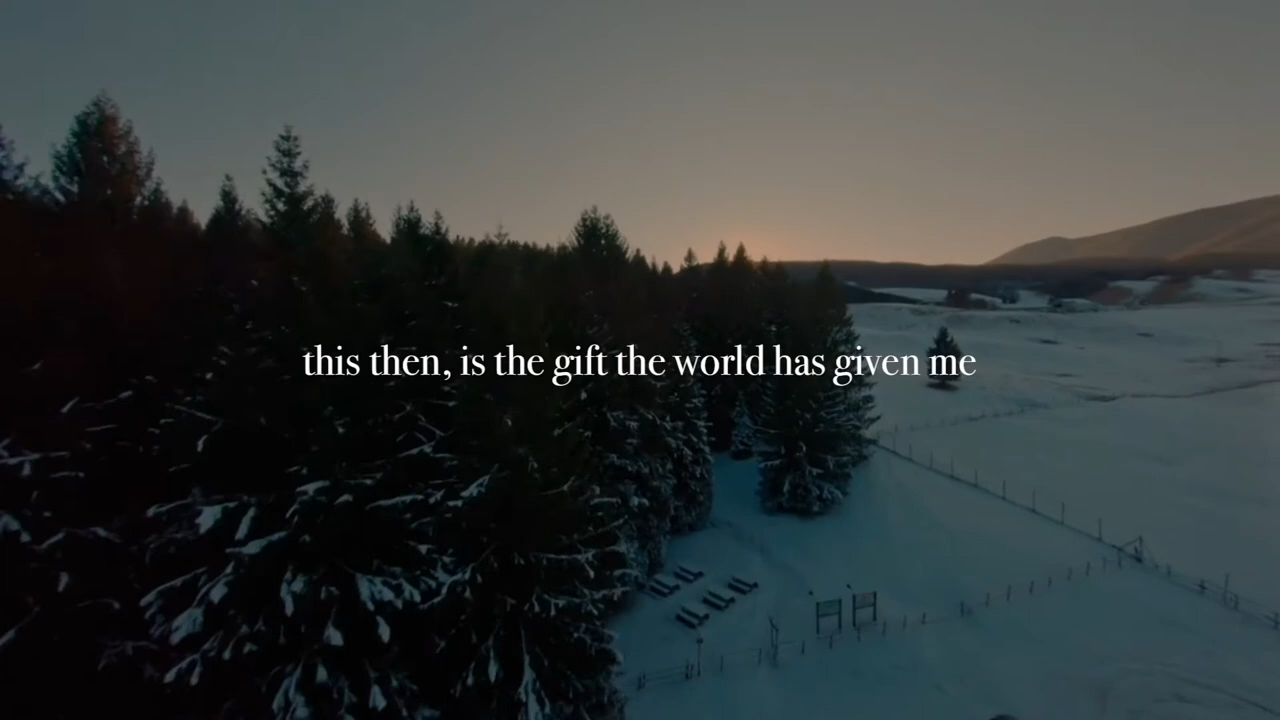 this then, is the gift the world has given me